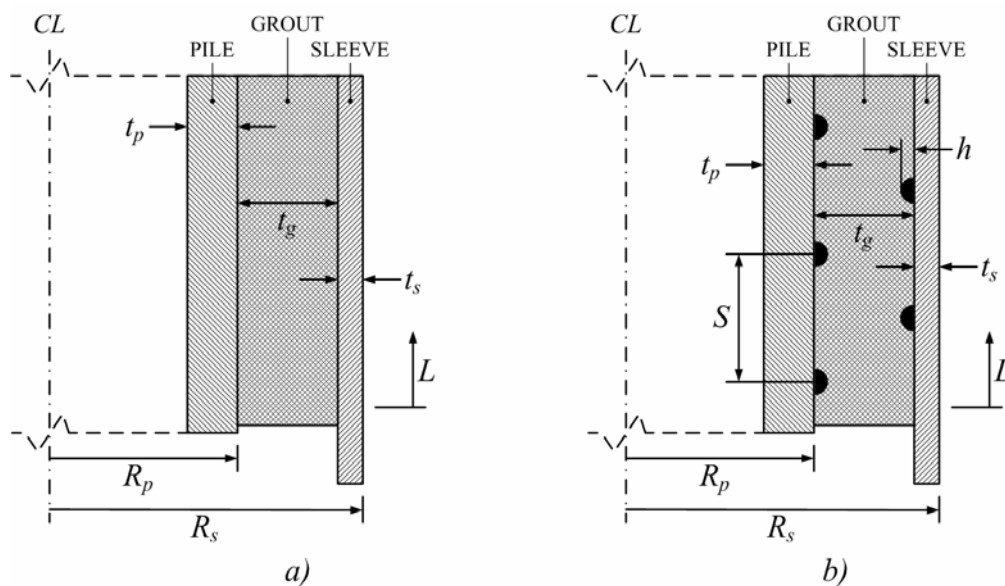 CL
GROUT
PILE
SLEEVE
t_p
t_g
t_s
L
R_p
R_s
a)
CL
GROUT
PILE
SLEEVE
h
t_p
t_g
t_s
S
L
R_p
R_s
b)